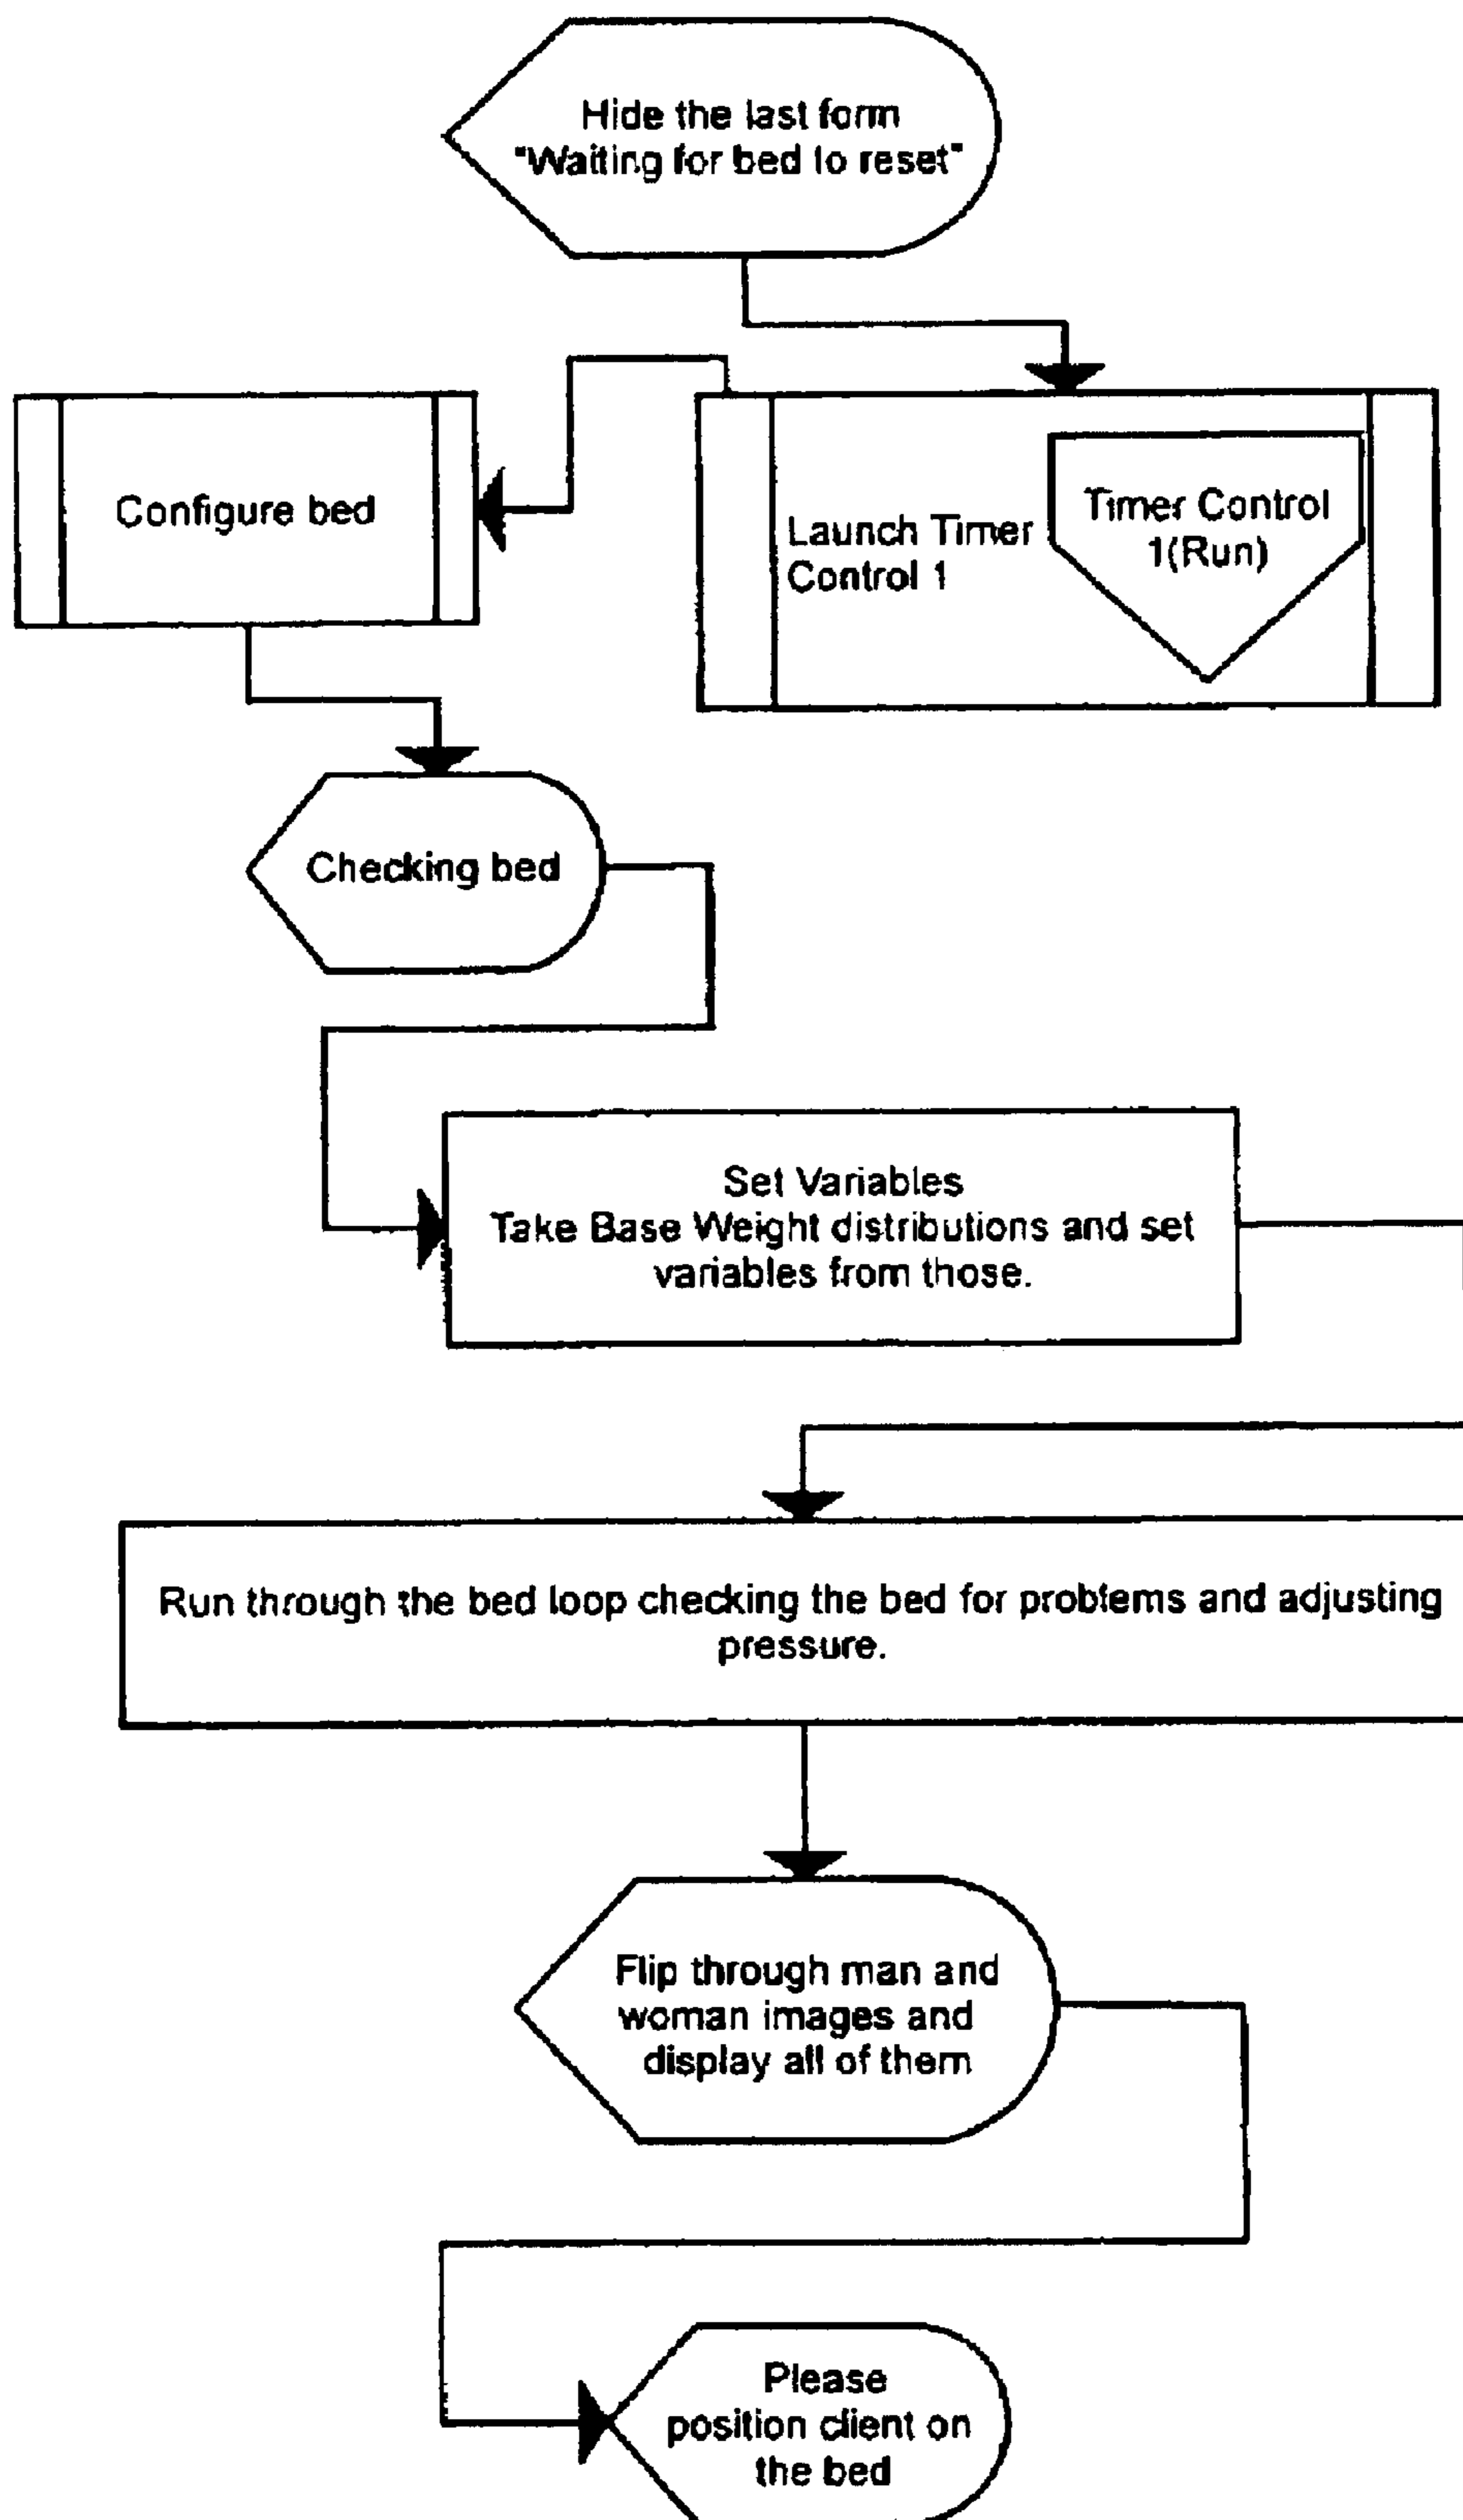 Hide the last form
"Waiting for bed to reset"
Configure bed
Launch Timer
Control 1
Timer Control
1(Run)
Checking bed
Set Variables
Take Base Weight distributions and set
variables from those.
Run through the bed loop checking the bed for problems and adjusting
pressure.
Flip through man and
woman images and
display all of them
Please
position client on
the bed